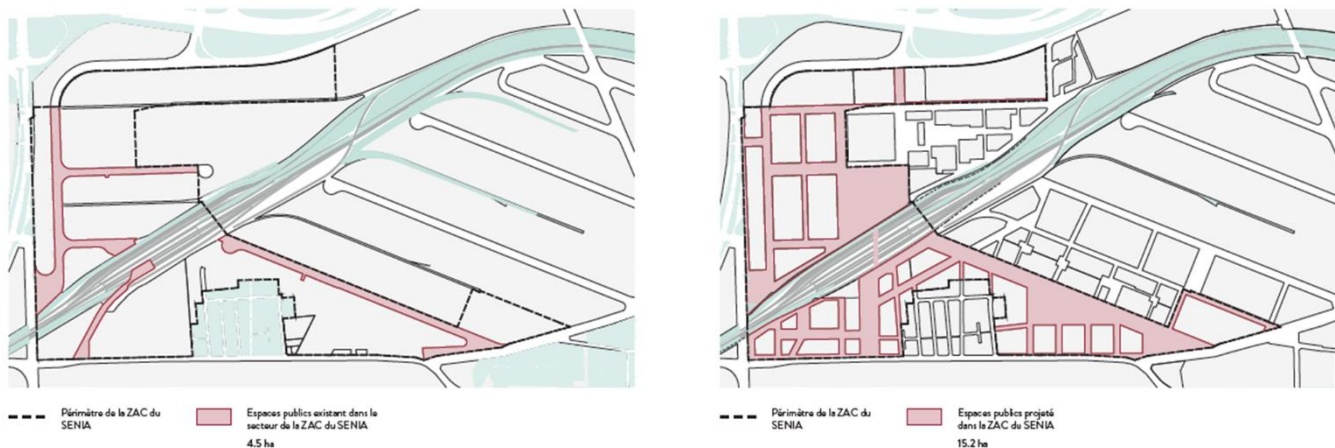 Périmètre de la ZAC du
SENIA
Espaces publics existant dans le
secteur de la ZAC du SENIA
4.5 ha
Périmètre de la ZAC du
SENIA
Espaces publics projeté
dans la ZAC du SENIA
15.2 ha